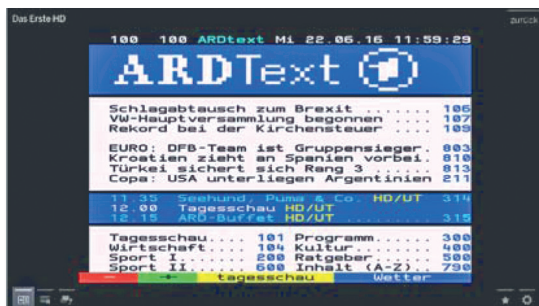 Das Erste HD
zurück
100 100 ARDtext Mi 22.06.16 11:59:29
ARDText 1
Schlagabtausch zum Brexit ....... 106
VW-Hauptversammlung begonnen .... 107
Rekord bei der Kirchensteuer .... 109
EURO: DFB-Team ist Gruppensieger. 803
Kroatien zieht an Spanien vorbei. 810
Türkei sichert sich Rang 3 ...... 813
Copa: USA unterliegen Argentinien 211
11.35 Seehund, Puma & Co. HD/UT 314
12.00 Tagesschau HD/UT
12.15 ARD-Buffet HD/UT ........ 315
Tagesschau.... 101 Programm...... 300
Wirtschaft.... 104 Kultur........ 400
Sport I....... 200 Ratgeber...... 500
Sport II...... 600 Inhalt (A-Z).. 790
- + tagesschau Wetter